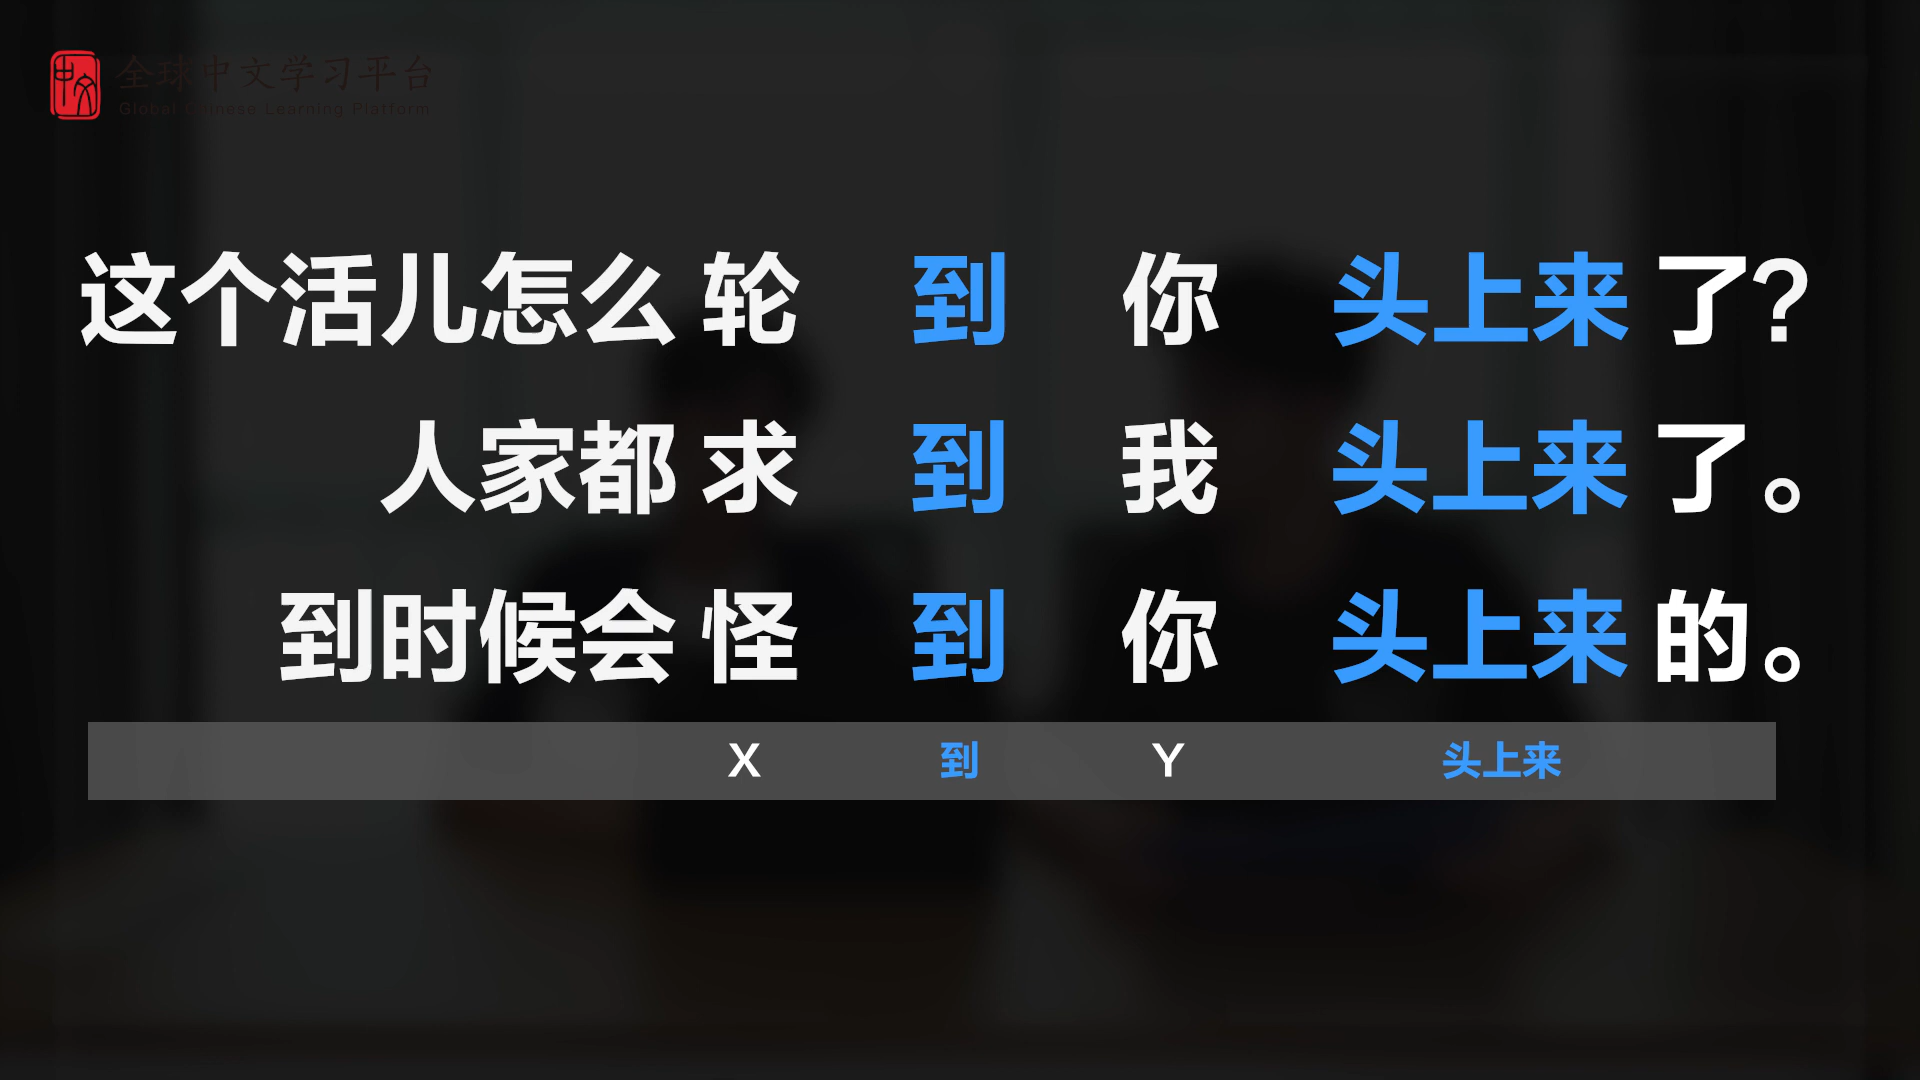 中文
全球中文学习平台
Global Chinese Learning Platform
这个活儿怎么 轮 到 你 头上来 了?
人家都 求 到 我 头上来 了。
到时候会 怪 到 你 头上来 的。
X 到 Y 头上来